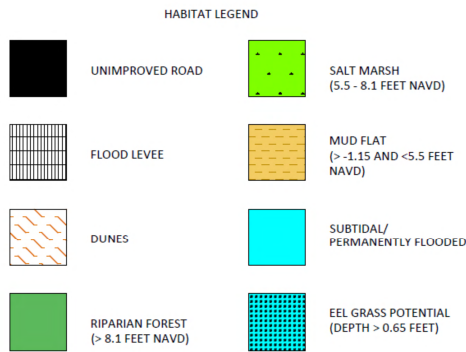 HABITAT LEGEND
UNIMPROVED ROAD
FLOOD LEVEE
DUNES
RIPARIAN FOREST
(> 8.1 FEET NAVD)
SALT MARSH
(5.5 - 8.1 FEET NAVD)
MUD FLAT
(> -1.15 AND <5.5 FEET
NAVD)
SUBTIDAL/
PERMANENTLY FLOODED
EEL GRASS POTENTIAL
(DEPTH > 0.65 FEET)